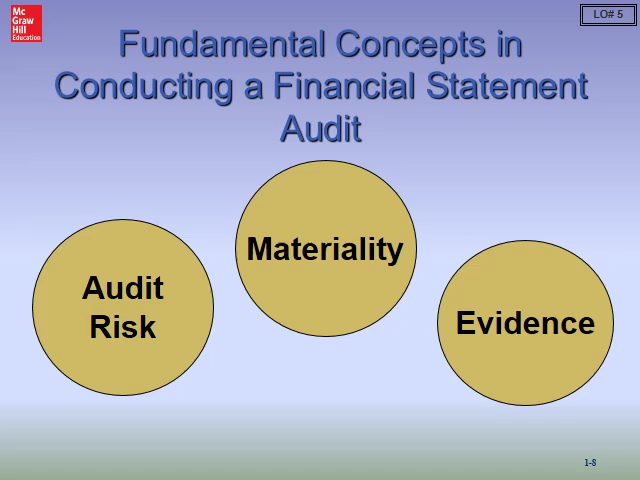 Mc
Graw
Hill
Education
LO# 5
Fundamental Concepts in
Conducting a Financial Statement
Audit
Materiality
Audit
Risk
Evidence
1-8